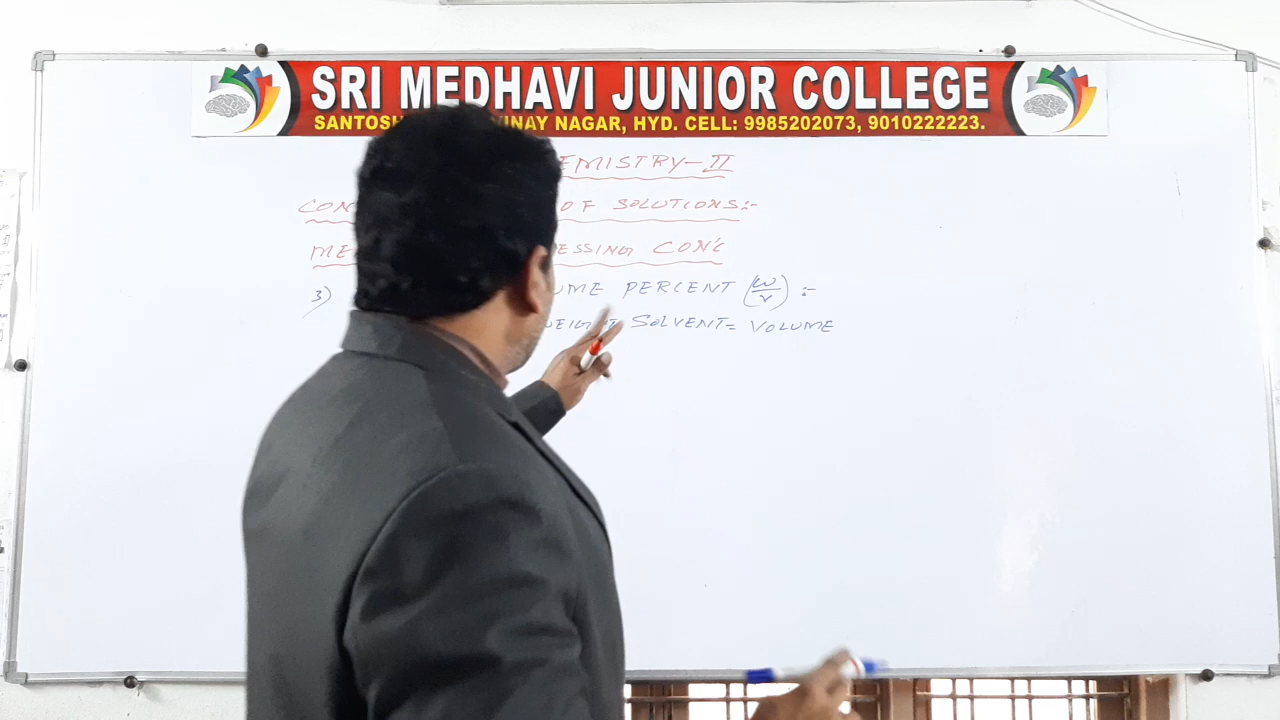 SRI MEDHAVI JUNIOR COLLEGE
SANTOSH NAGAR, HYD. CELL: 9985202073, 9010222223.
EMISTRY-II
CON OF SOLUTIONS:-
ME ESSING CONC
3) UME PERCENT (w/v) :-
WEIGHT SOLVENT= VOLUME